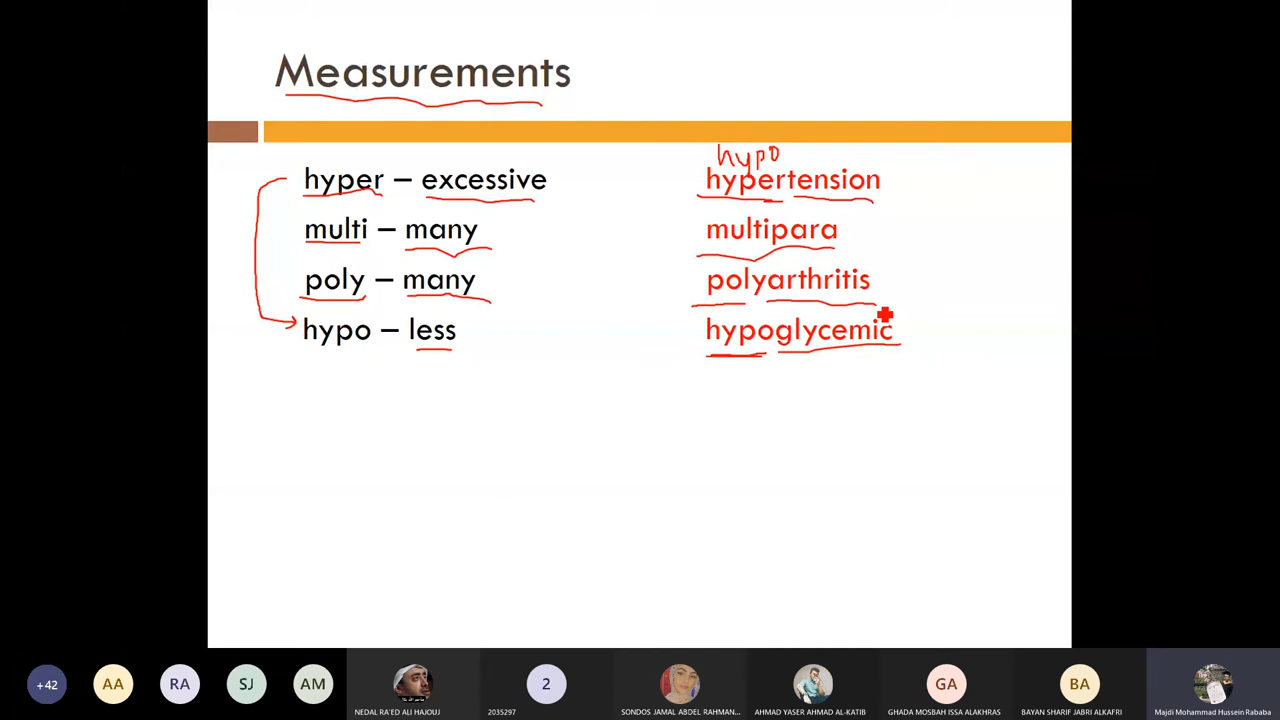 Measurements
hypo
hyper – excessive
hypertension
multi – many
multipara
poly – many
polyarthritis
hypo – less
hypoglycemic
+42
AA
RA
SJ
AM
2
GA
BA
NEDAL RA'ED ALI HAJOUJ
2035297
SONDOS JAMAL ABDEL RAHMAN...
AHMAD YASER AHMAD AL-KATIB
GHADA MOSBAH ISSA ALAKHRAS
BAYAN SHARIF JABRI ALKAFRI
Majdi Mohammad Hussein Rababa